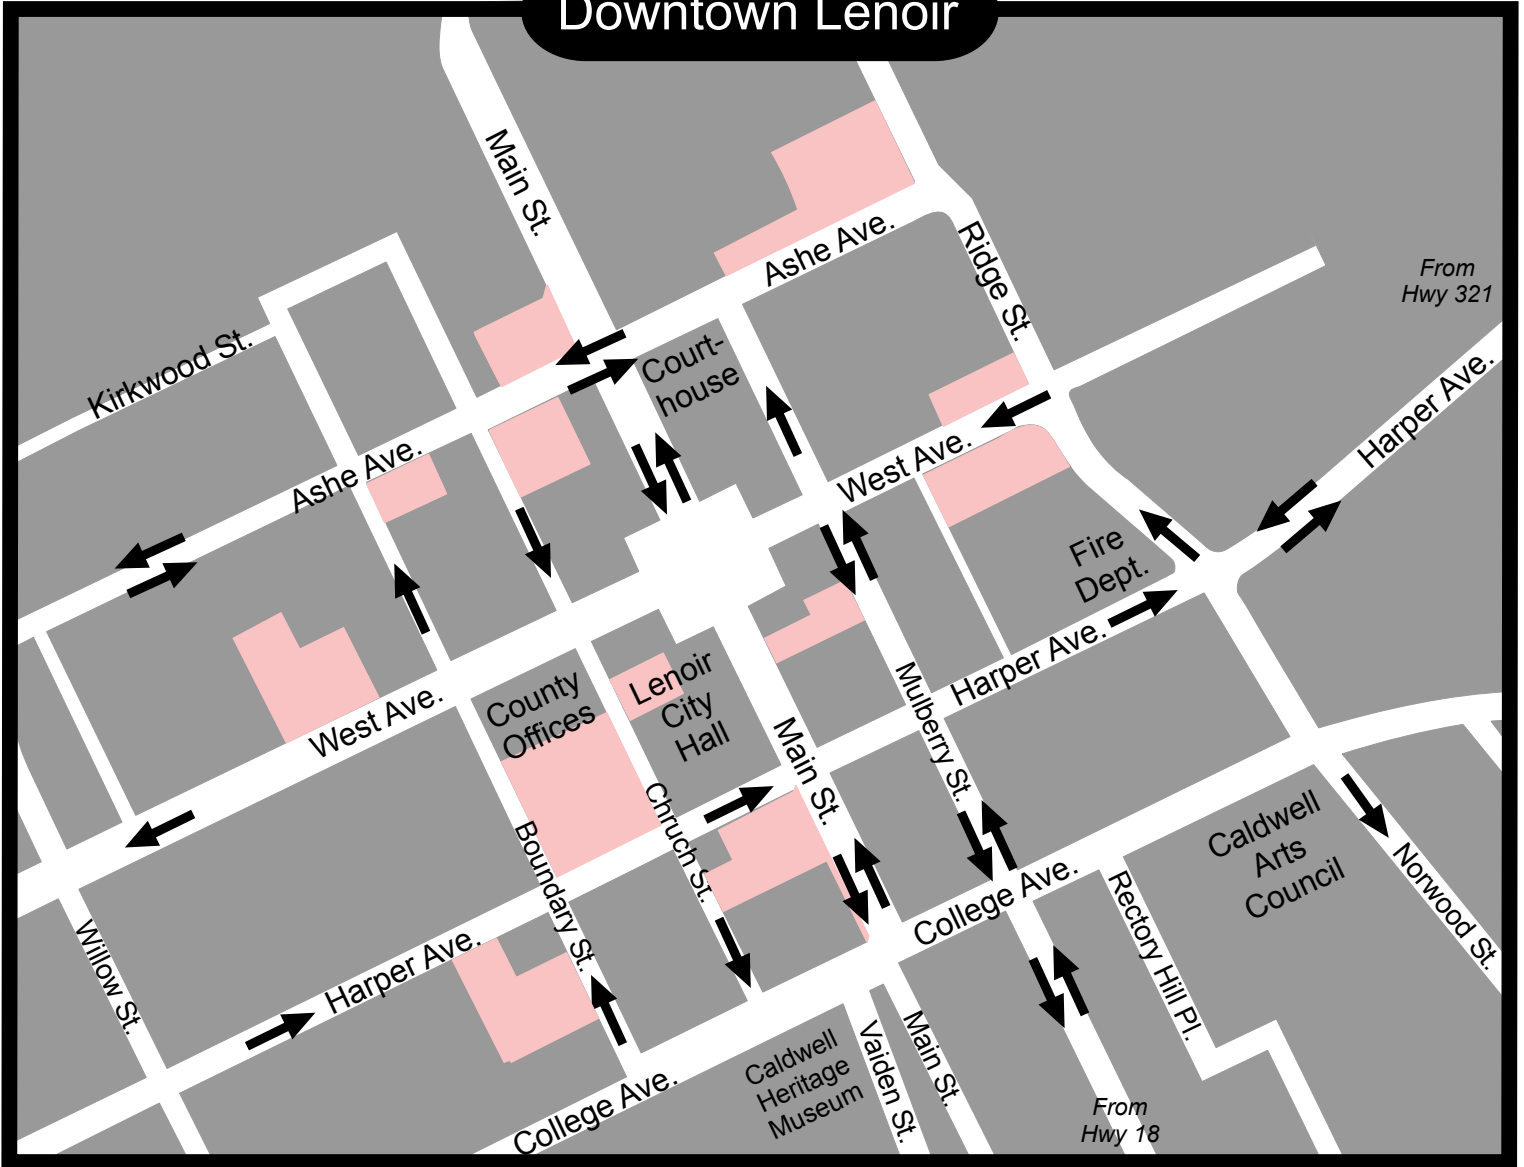 Downtown Lenoir
Main St.
Ashe Ave.
Ridge St.
From
Hwy 321
Kirkwood St.
Court-
house
Harper Ave.
Ashe Ave.
West Ave.
Fire
Dept.
Harper Ave.
Mulberry St.
West Ave.
County
Offices
Lenoir
City
Hall
Main St.
Chruch St.
Boundary St.
Caldwell
Arts
Council
Norwood St.
College Ave.
Rectory Hill Pl.
Willow St.
Harper Ave.
Caldwell
Heritage
Museum
Vaiden St.
Main St.
College Ave.
From
Hwy 18